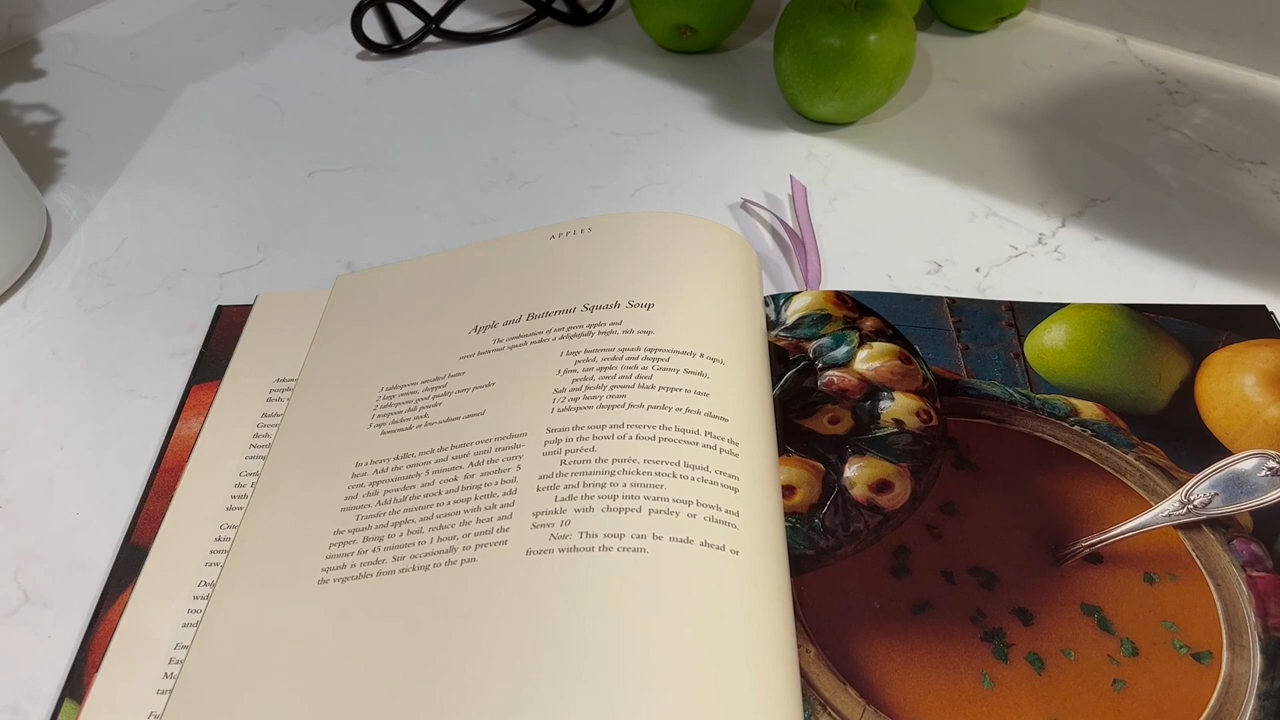 APPLES
Apple and Butternut Squash Soup
The combination of tart green apples and
sweet butternut squash makes a delightfully bright, rich soup.
3 tablespoons unsalted butter
2 large onions, chopped
2 tablespoons good quality curry powder
1 teaspoon chili powder
5 cups chicken stock,
homemade or low-sodium canned
1 large butternut squash (approximately 8 cups),
peeled, seeded and chopped
3 firm, tart apples (such as Granny Smith),
peeled, cored and diced
Salt and freshly ground black pepper to taste
1/2 cup heavy cream
1 tablespoon chopped fresh parsley or fresh cilantro
In a heavy skillet, melt the butter over medium
heat. Add the onions and sauté until translu-
cent, approximately 5 minutes. Add the curry
and chili powders and cook for another 5
minutes. Add half the stock and bring to a boil.
Transfer the mixture to a soup kettle, add
the squash and apples, and season with salt and
pepper. Bring to a boil, reduce the heat and
simmer for 45 minutes to 1 hour, or until the
squash is tender. Stir occasionally to prevent
the vegetables from sticking to the pan.
Strain the soup and reserve the liquid. Place the
pulp in the bowl of a food processor and pulse
until puréed.
Return the purée, reserved liquid, cream
and the remaining chicken stock to a clean soup
kettle and bring to a simmer.
Ladle the soup into warm soup bowls and
sprinkle with chopped parsley or cilantro.
Serves 10
Note: This soup can be made ahead or
frozen without the cream.